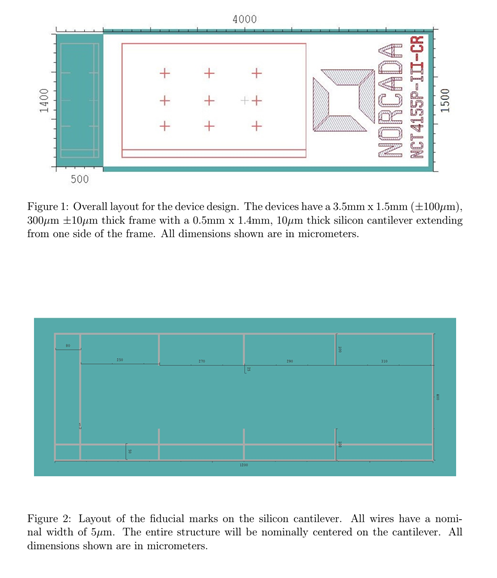 4000
1400
1500
500
NORCADA
NCT4155P-III-CR
Figure 1: Overall layout for the device design. The devices have a 3.5mm x 1.5mm (±100μm),
300μm ±10μm thick frame with a 0.5mm x 1.4mm, 10μm thick silicon cantilever extending
from one side of the frame. All dimensions shown are in micrometers.
Figure 2: Layout of the fiducial marks on the silicon cantilever. All wires have a nomi-
nal width of 5μm. The entire structure will be nominally centered on the cantilever. All
dimensions shown are in micrometers.